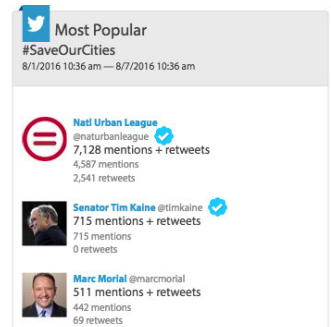 Most Popular
#SaveOurCities
8/1/2016 10:36 am — 8/7/2016 10:36 am
Natl Urban League
@naturbanleague
7,128 mentions + retweets
4,587 mentions
2,541 retweets
Senator Tim Kaine @timkaine
715 mentions + retweets
715 mentions
0 retweets
Marc Morial @marcmorial
511 mentions + retweets
442 mentions
69 retweets